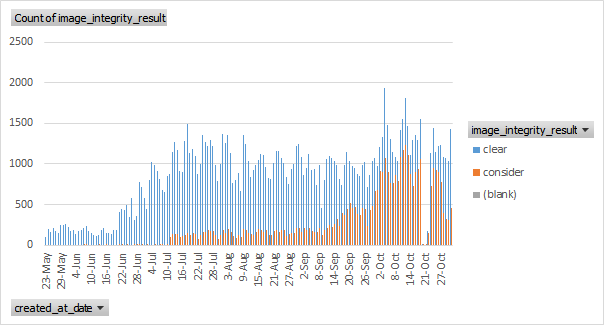 Count of image_integrity_result
2500
2000
1500
1000
500
0
23-May
29-May
4-Jun
10-Jun
16-Jun
22-Jun
28-Jun
4-Jul
10-Jul
16-Jul
22-Jul
28-Jul
3-Aug
9-Aug
15-Aug
21-Aug
27-Aug
2-Sep
8-Sep
14-Sep
20-Sep
26-Sep
2-Oct
8-Oct
14-Oct
21-Oct
27-Oct
image_integrity_result
clear
consider
(blank)
created_at_date